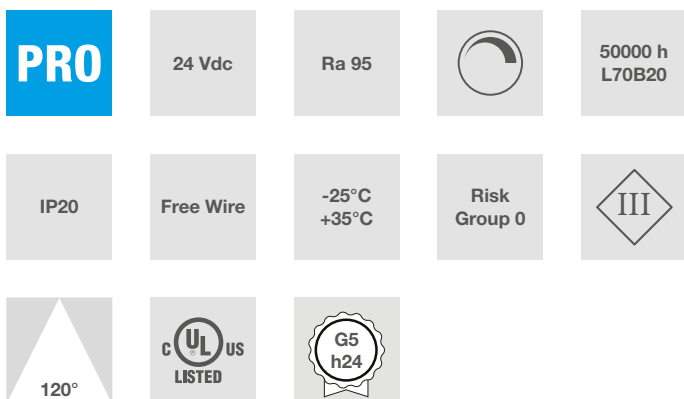 PRO
24 Vdc
Ra 95
50000 h
L70B20
IP20
Free Wire
-25°C
+35°C
Risk
Group 0
III
120°
C UL US
®
LISTED
G5
h24